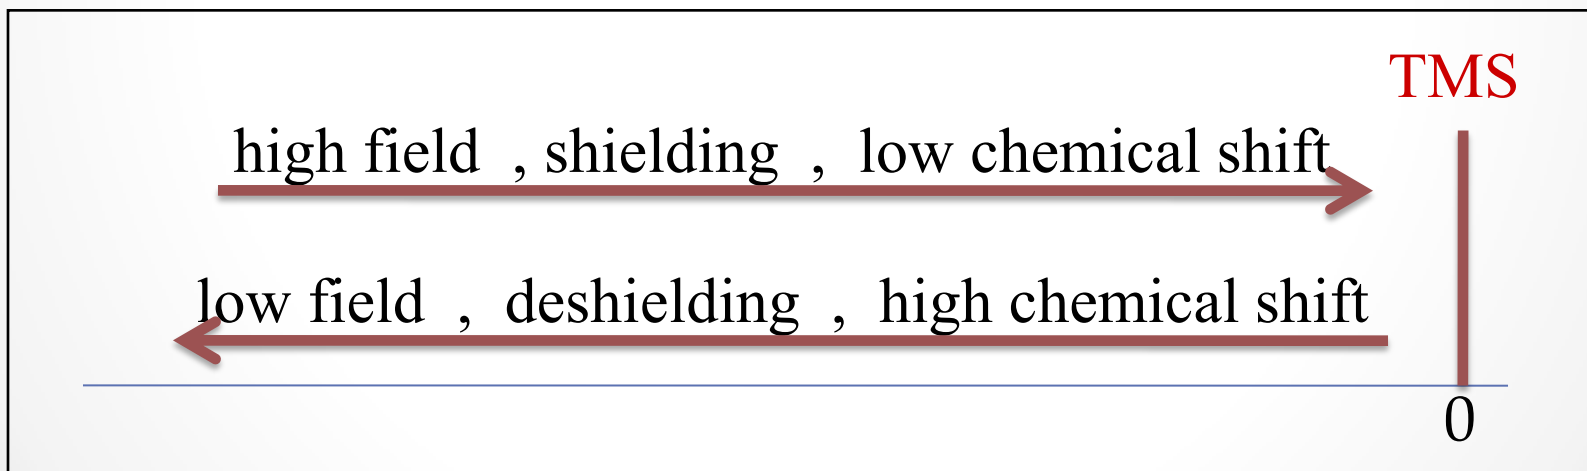 TMS
high field , shielding , low chemical shift
low field , deshielding , high chemical shift
0